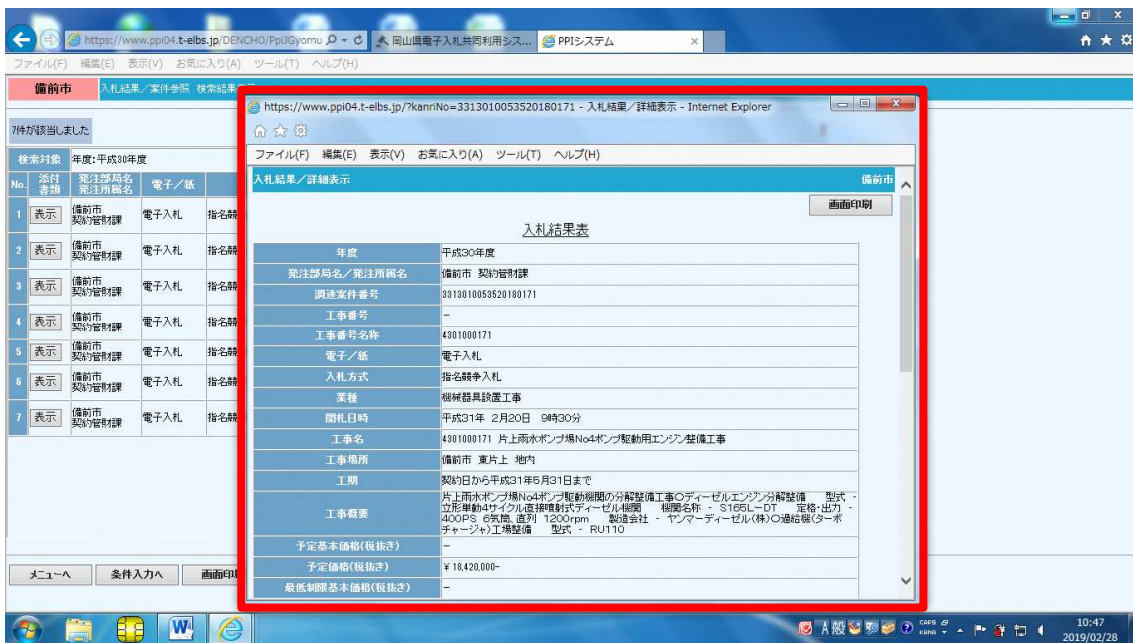 https://www.ppi04.t-elbs.jp/DENCHO/PpiJGyomu
岡山県電子入札共同利用シス...
PPIシステム
ファイル(F) 編集(E) 表示(V) お気に入り(A) ツール(T) ヘルプ(H)
備前市 入札結果/案件参照 検索結果
7件が該当しました
検索対象 年度:平成30年度
No. 添付書類 発注部局名 発注所属名 電子/紙
1 表示 備前市 契約管財課 電子入札 指名競
2 表示 備前市 契約管財課 電子入札 指名競
3 表示 備前市 契約管財課 電子入札 指名競
4 表示 備前市 契約管財課 電子入札 指名競
5 表示 備前市 契約管財課 電子入札 指名競
6 表示 備前市 契約管財課 電子入札 指名競
7 表示 備前市 契約管財課 電子入札 指名競
メニューへ 条件入力へ 画面印
https://www.ppi04.t-elbs.jp/?kanriNo=3313010053520180171 - 入札結果/詳細表示 - Internet Explorer
ファイル(F) 編集(E) 表示(V) お気に入り(A) ツール(T) ヘルプ(H)
入札結果/詳細表示 備前市
画面印刷
入札結果表
年度 平成30年度
発注部局名/発注所属名 備前市 契約管財課
調達案件番号 3313010053520180171
工事番号 -
工事番号名称 4301000171
電子/紙 電子入札
入札方式 指名競争入札
業種 機械器具設置工事
開札日時 平成31年 2月20日 9時30分
工事名 4301000171 片上雨水ポンプ場No4ポンプ駆動用エンジン整備工事
工事場所 備前市 東片上 地内
工期 契約日から平成31年5月31日まで
工事概要 片上雨水ポンプ場No4ポンプ駆動機関の分解整備工事○ディーゼルエンジン分解整備 型式 -
立形単動4サイクル直接噴射式ディーゼル機関 機関名称 - S165L-DT 定格・出力 -
400PS 6気筒、直列 1200rpm 製造会社 - ヤンマーディーゼル(株)○過給機(ターボ
チャージャ)工場整備 型式 - RU110
予定基本価格(税抜き) -
予定価格(税抜き) ¥18,420,000-
最低制限基本価格(税抜き) -
A 般
CAPS
KANA
10:47
2019/02/28